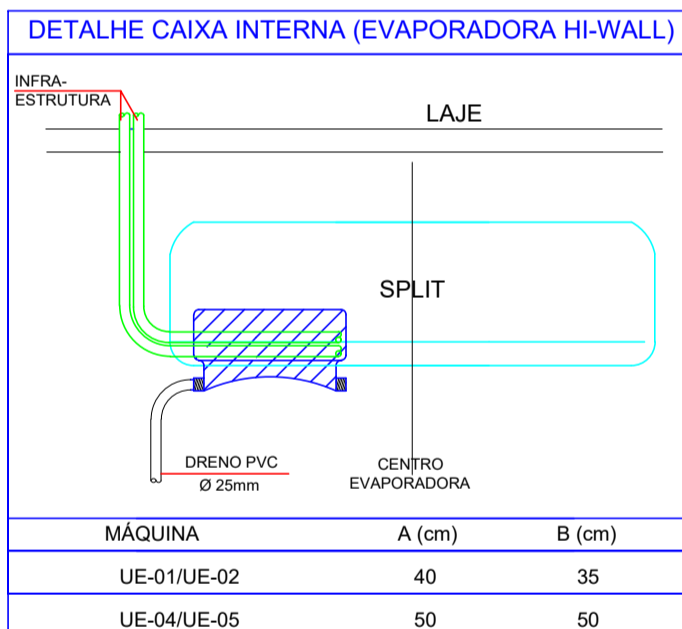 DETALHE CAIXA INTERNA (EVAPORADORA HI-WALL)
INFRA-
ESTRUTURA
LAJE
SPLIT
DRENO PVC
Ø 25mm
CENTRO
EVAPORADORA
MÁQUINA A (cm) B (cm)
UE-01/UE-02 40 35
UE-04/UE-05 50 50